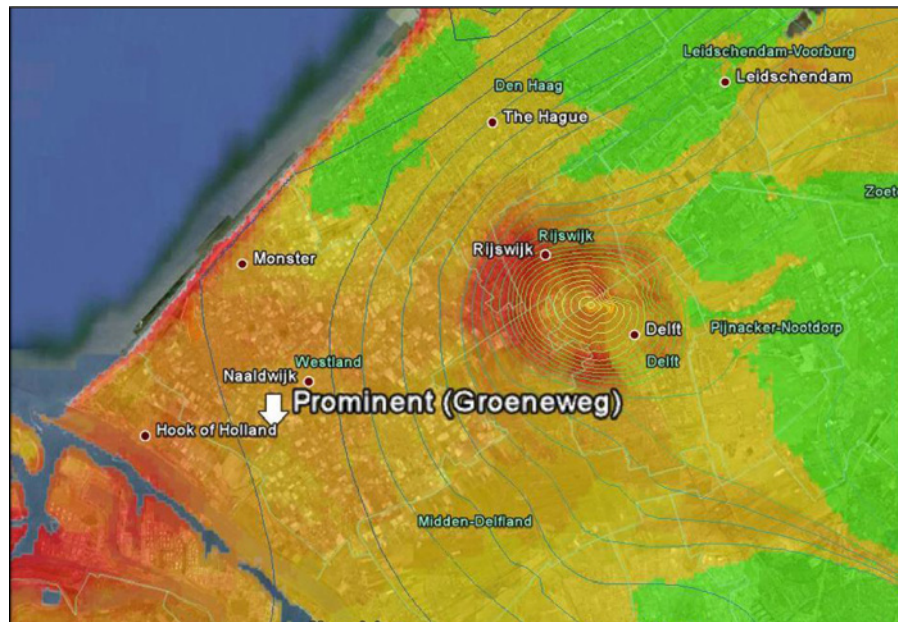 Leidschendam-Voorburg
Leidschendam
Den Haag
The Hague
Rijswijk
Rijswijk
Monster
Delft
Pijnacker-Nootdorp
Delft
Westland
Naaldwijk
Prominent (Groeneweg)
Hook of Holland
Midden-Delfland